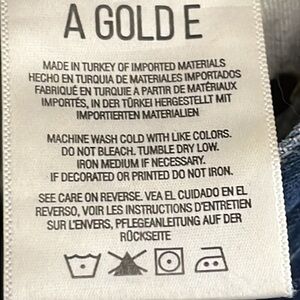 A GOLD E
MADE IN TURKEY OF IMPORTED MATERIALS
HECHO EN TURQUIA DE MATERIALES IMPORTADOS
FABRIQUÉ EN TURQUIE A PARTIR DE MATÉRIAUX
IMPORTÉS, IN DER TÜRKEI HERGESTELLT MIT
IMPORTIERTEN MATERIALIEN
MACHINE WASH COLD WITH LIKE COLORS.
DO NOT BLEACH. TUMBLE DRY LOW.
IRON MEDIUM IF NECESSARY.
IF DECORATED OR PRINTED DO NOT IRON.
SEE CARE ON REVERSE. VEA EL CUIDADO EN EL
REVERSO, VOIR LES INSTRUCTIONS D'ENTRETIEN
SUR L'ENVERS, PFLEGEANLEITUNG AUF DER
RÜCKSEITE